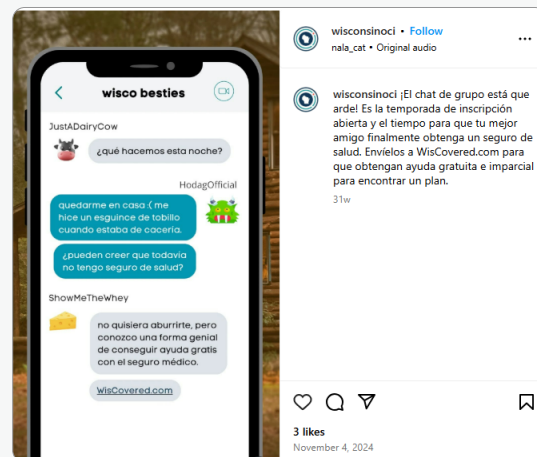 wisco besties
JustADairyCow
¿qué hacemos esta noche?
HodagOfficial
quedarme en casa :( me
hice un esguince de tobillo
cuando estaba de cacería.
¿pueden creer que todavía
no tengo seguro de salud?
ShowMeTheWhey
no quisiera aburrirte, pero
conozco una forma genial
de conseguir ayuda gratis
con el seguro médico.
WisCovered.com
wisconsinoci • Follow
nala_cat • Original audio
wisconsinoci ¡El chat de grupo está que
arde! Es la temporada de inscripción
abierta y el tiempo para que tu mejor
amigo finalmente obtenga un seguro de
salud. Envíelos a WisCovered.com para
que obtengan ayuda gratuita e imparcial
para encontrar un plan.
31w
3 likes
November 4, 2024